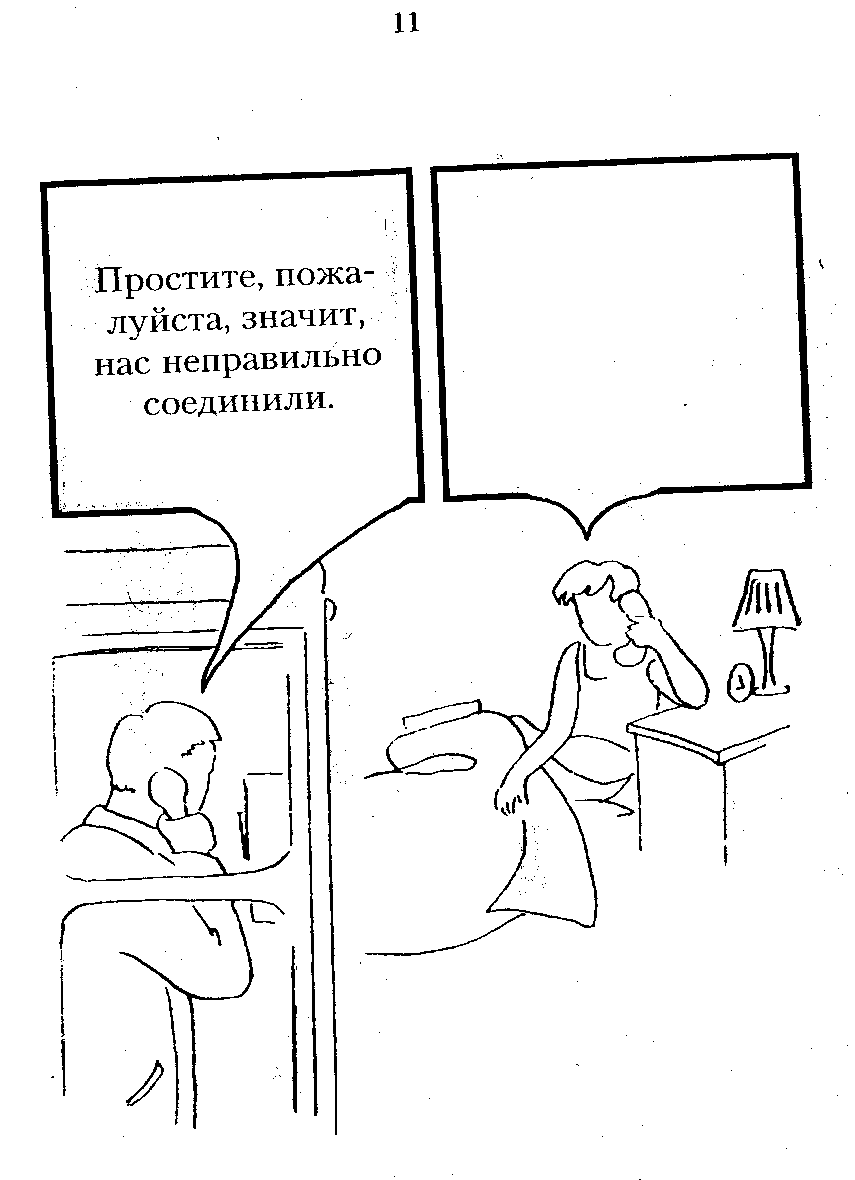 11
Простите, пожа-
луйста, значит,
нас неправильно
соединили.